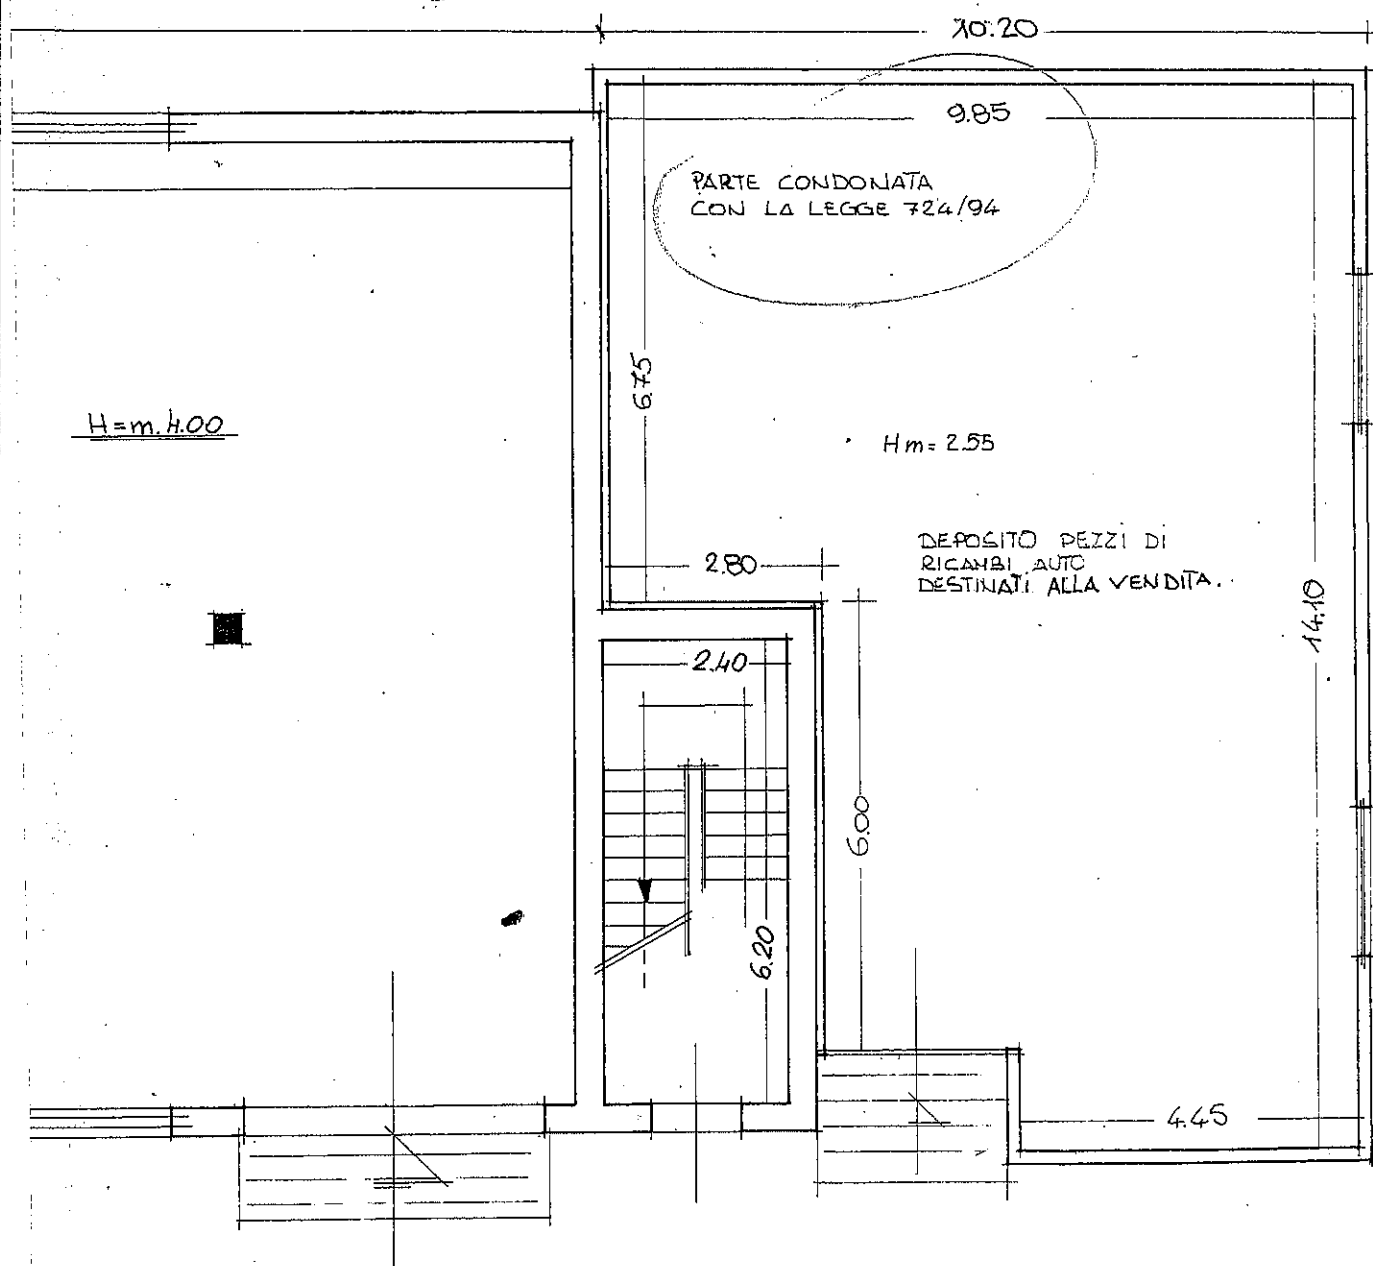 10.20
9.85
PARTE CONDONATA
CON LA LEGGE 724/94
6.75
H=m.4.00
Hm=2.55
DEPOSITO PEZZI DI
RICAMBI AUTO
DESTINATI ALLA VENDITA.
2.80
14.10
2.40
6.00
6.20
4.45